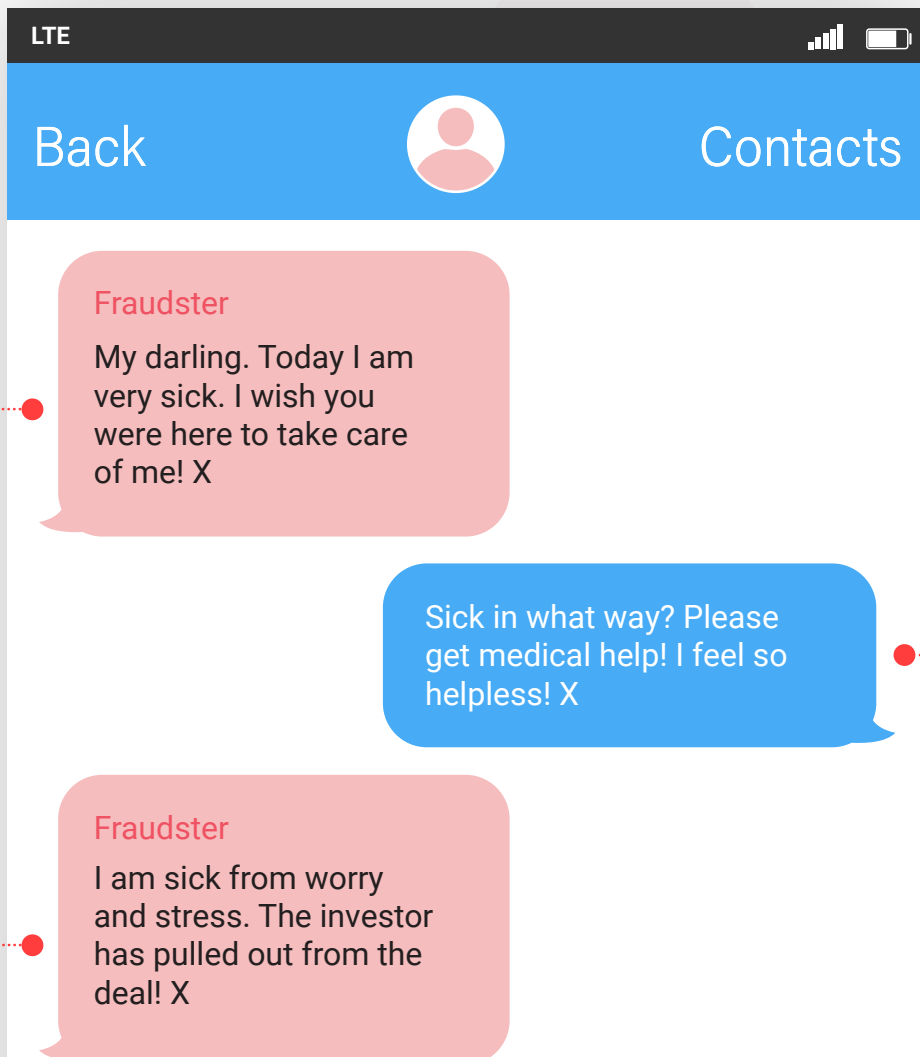 LTE
Back
Contacts
Fraudster
My darling. Today I am
very sick. I wish you
were here to take care
of me! X
Sick in what way? Please
get medical help! I feel so
helpless! X
Fraudster
I am sick from worry
and stress. The investor
has pulled out from the
deal! X